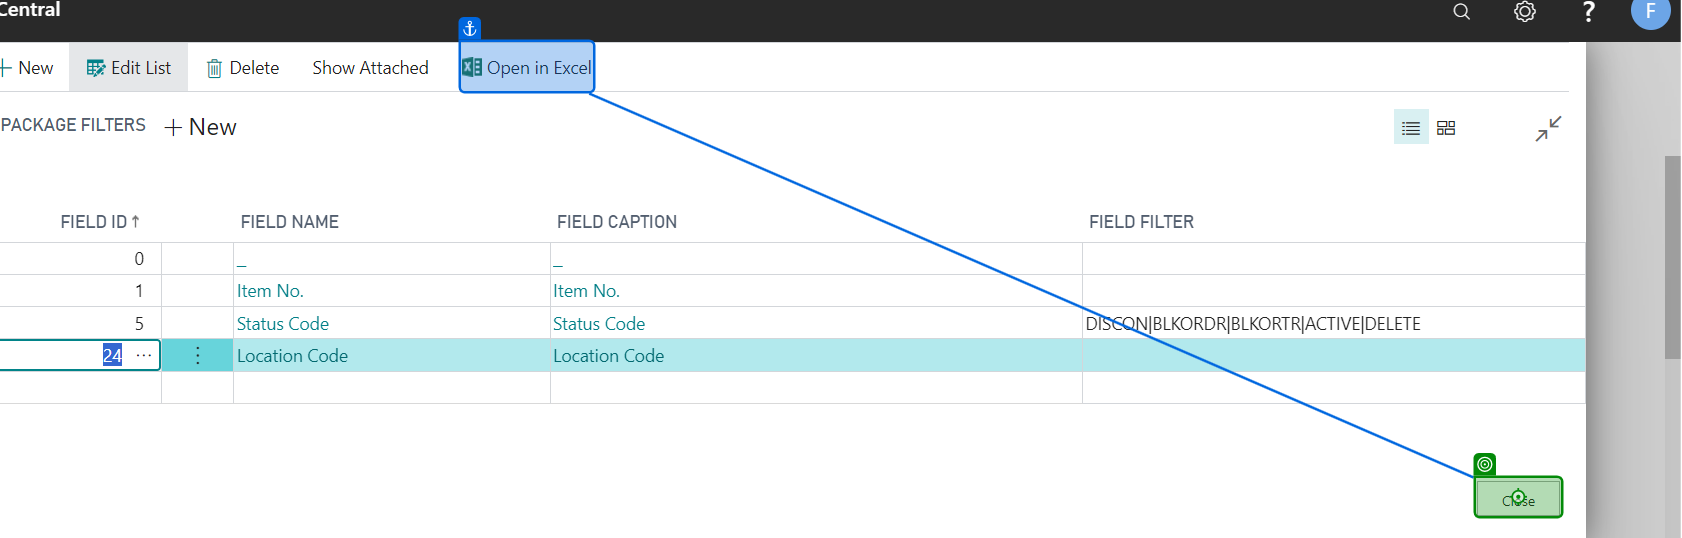 Central
? F
+ New Edit List Delete Show Attached Open in Excel
PACKAGE FILTERS + New
FIELD ID ↑ FIELD NAME FIELD CAPTION FIELD FILTER
0 _ _
1 Item No. Item No.
5 Status Code Status Code DISCON|BLKORDR|BLKORTR|ACTIVE|DELETE
24 ... Location Code Location Code
Close